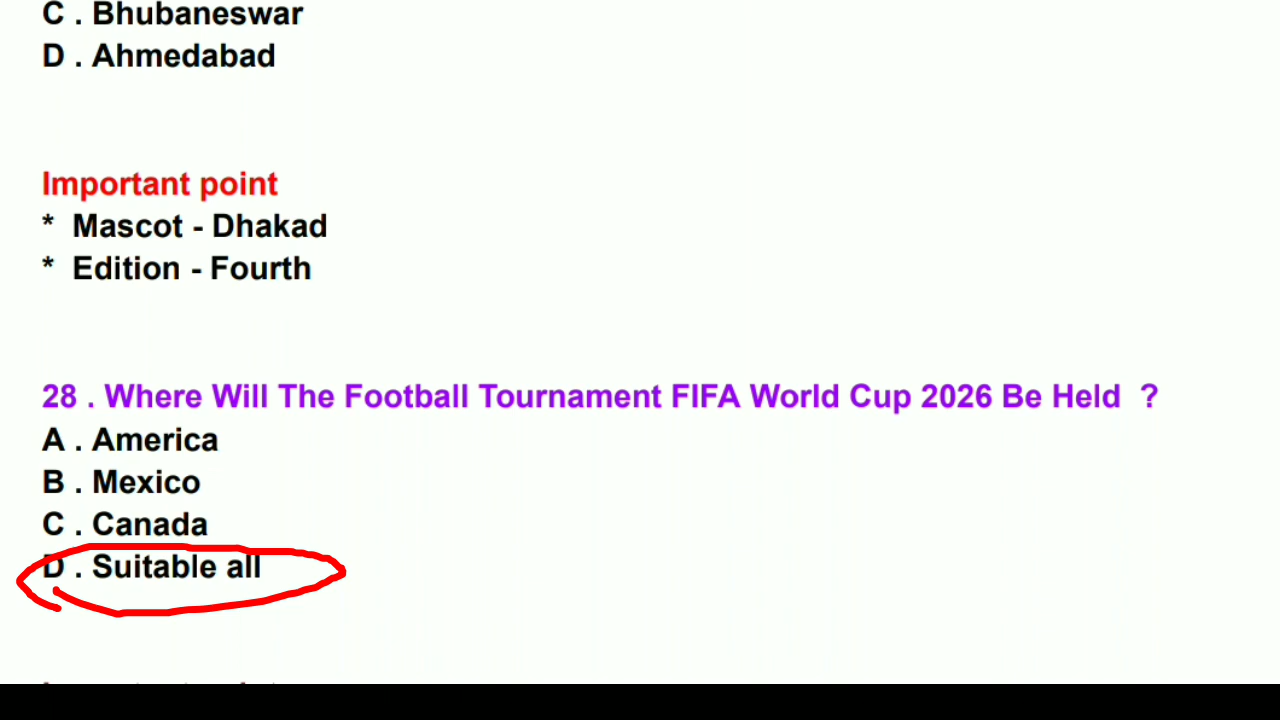 C . Bhubaneswar
D . Ahmedabad
Important point
* Mascot - Dhakad
* Edition - Fourth
28 . Where Will The Football Tournament FIFA World Cup 2026 Be Held ?
A . America
B . Mexico
C . Canada
D . Suitable all